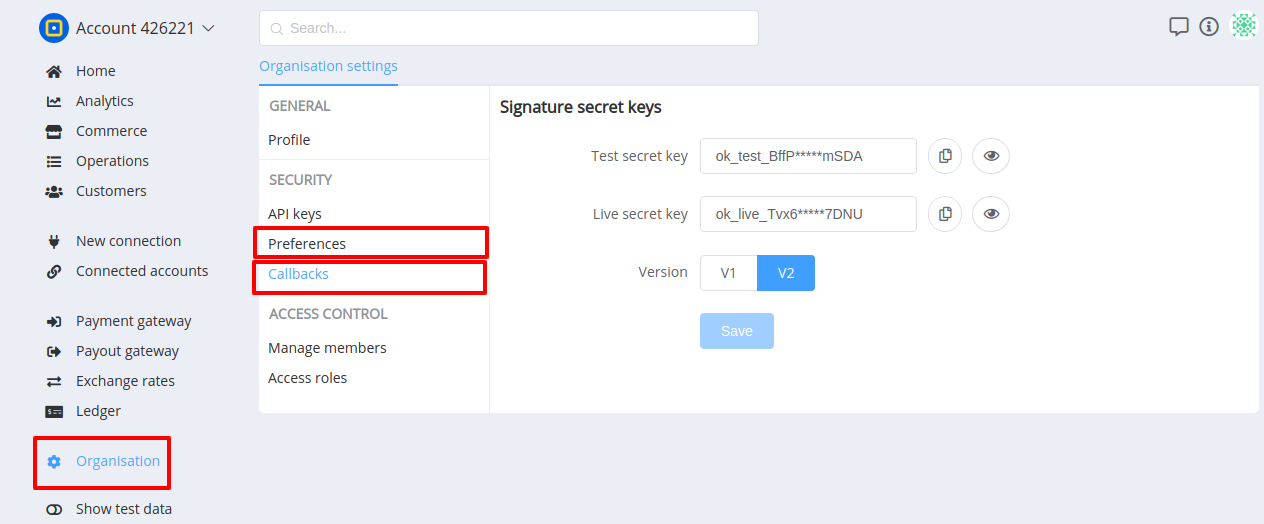 Account 426221
Search...
Home
Analytics
Commerce
Operations
Customers
New connection
Connected accounts
Payment gateway
Payout gateway
Exchange rates
Ledger
Organisation
Show test data
Organisation settings
GENERAL
Profile
SECURITY
API keys
Preferences
Callbacks
ACCESS CONTROL
Manage members
Access roles
Signature secret keys
Test secret key ok_test_BffP*****mSDA
Live secret key ok_live_Tvx6*****7DNU
Version V1 V2
Save